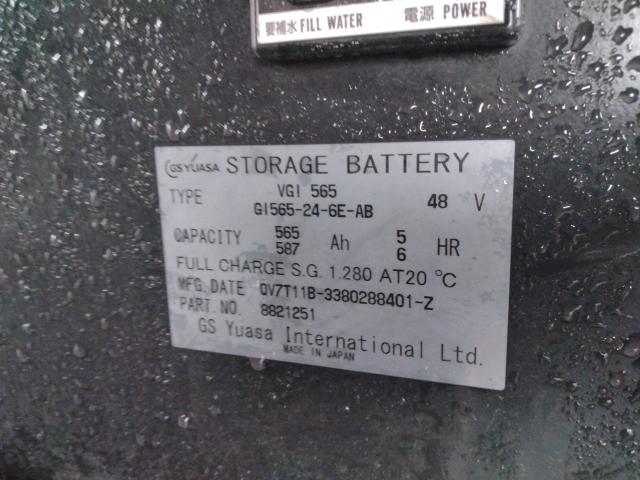 要補水 FILL WATER 電源 POWER
GS YUASA STORAGE BATTERY
TYPE VGI 565 48 V
GI565-24-6E-AB
CAPACITY 565 Ah 5 HR
587 6
FULL CHARGE S.G. 1.280 AT 20 ℃
MFG. DATE QV7T11B-3380288401-Z
PART. NO. 8821251
GS Yuasa International Ltd.
MADE IN JAPAN